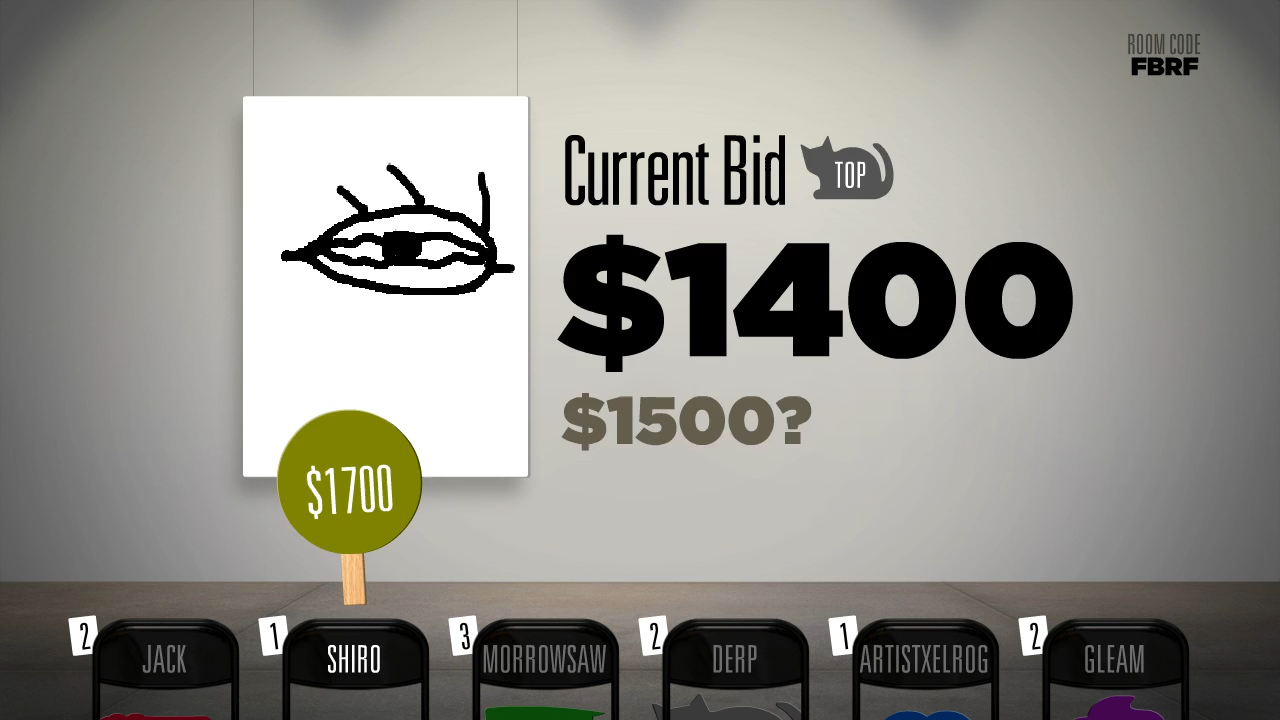 ROOM CODE
FBRF
Current Bid TOP
$1400
$1500?
$1700
2 JACK
1 SHIRO
3 MORROWSAW
2 DERP
1 ARTISTXELROG
2 GLEAM